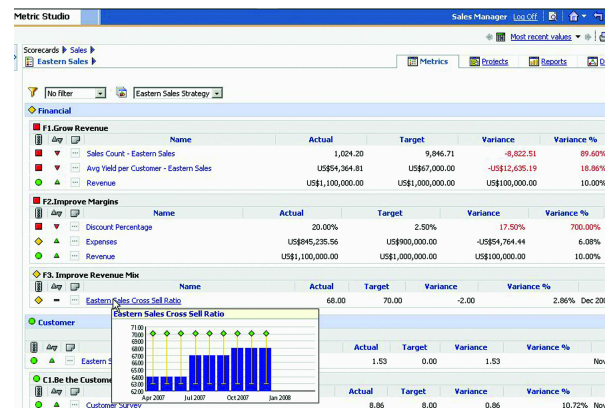 Metric Studio Sales Manager Log Off
Most recent values
Scorecards Sales
Eastern Sales Metrics Projects Reports
No filter Eastern Sales Strategy
Financial
F1.Grow Revenue
Name Actual Target Variance Variance %
Sales Count - Eastern Sales 1,024.20 9,846.71 -8,822.51 89.60%
Avg Yield per Customer - Eastern Sales US$54,364.81 US$67,000.00 -US$12,635.19 18.86%
Revenue US$1,100,000.00 US$1,000,000.00 US$100,000.00 10.00%
F2.Improve Margins
Name Actual Target Variance Variance %
Discount Percentage 20.00% 2.50% 17.50% 700.00%
Expenses US$845,235.56 US$900,000.00 -US$54,764.44 6.08%
Revenue US$1,100,000.00 US$1,000,000.00 US$100,000.00 10.00%
F3. Improve Revenue Mix
Name Actual Target Variance Variance %
Eastern Sales Cross Sell Ratio 68.00 70.00 -2.00 2.86% Dec 20
Eastern Sales Cross Sell Ratio
Customer
71.00
70.00
69.00
68.00
67.00
66.00
65.00
64.00
63.00
62.00
Apr 2007 Jul 2007 Oct 2007 Jan 2008
Actual Target Variance Variance %
Eastern S 1.53 0.00 1.53 Nov
C1.Be the Custome
Actual Target Variance Variance %
Customer Survey 8.86 8.00 0.86 10.72% Nov